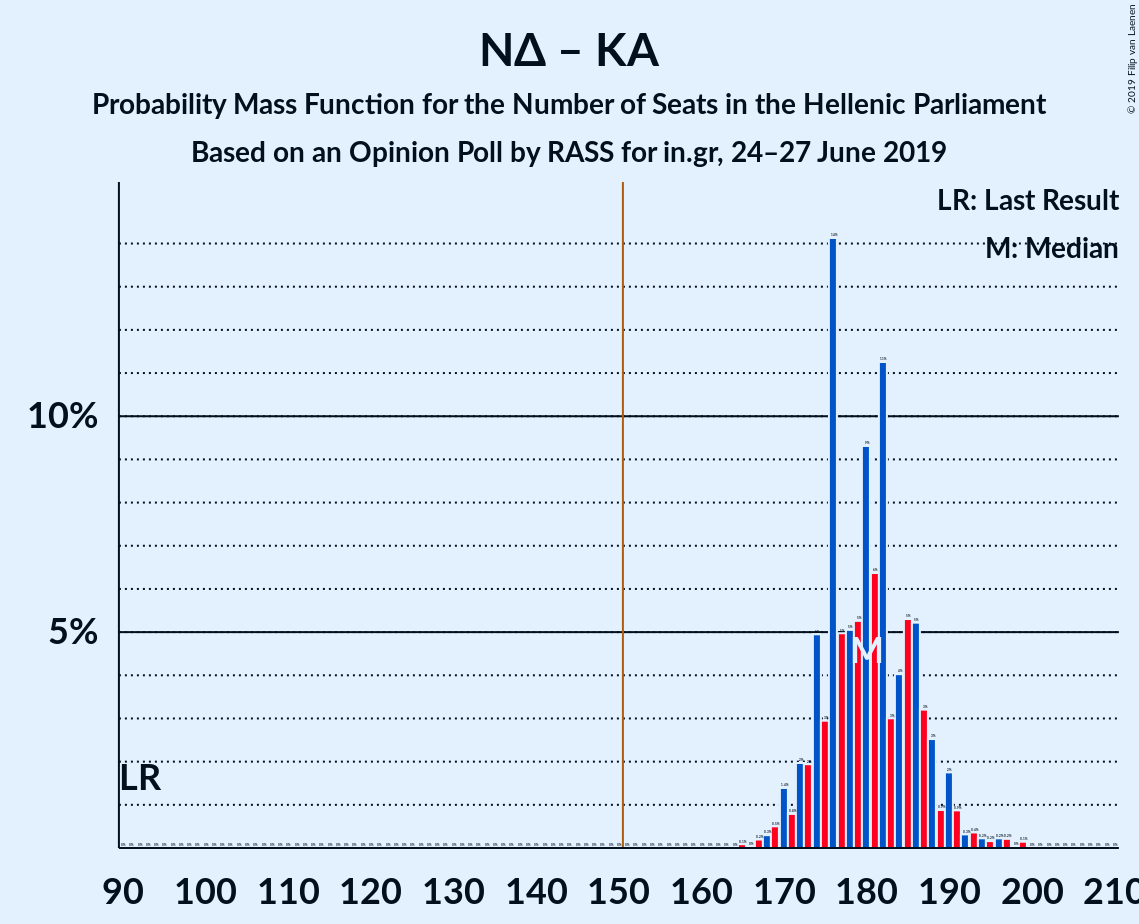 ΝΔ – ΚΑ
Probability Mass Function for the Number of Seats in the Hellenic Parliament
Based on an Opinion Poll by RASS for in.gr, 24–27 June 2019
© 2019 Filip van Laenen
LR: Last Result
M: Median
10%
5%
LR
M
90 100 110 120 130 140 150 160 170 180 190 200 210